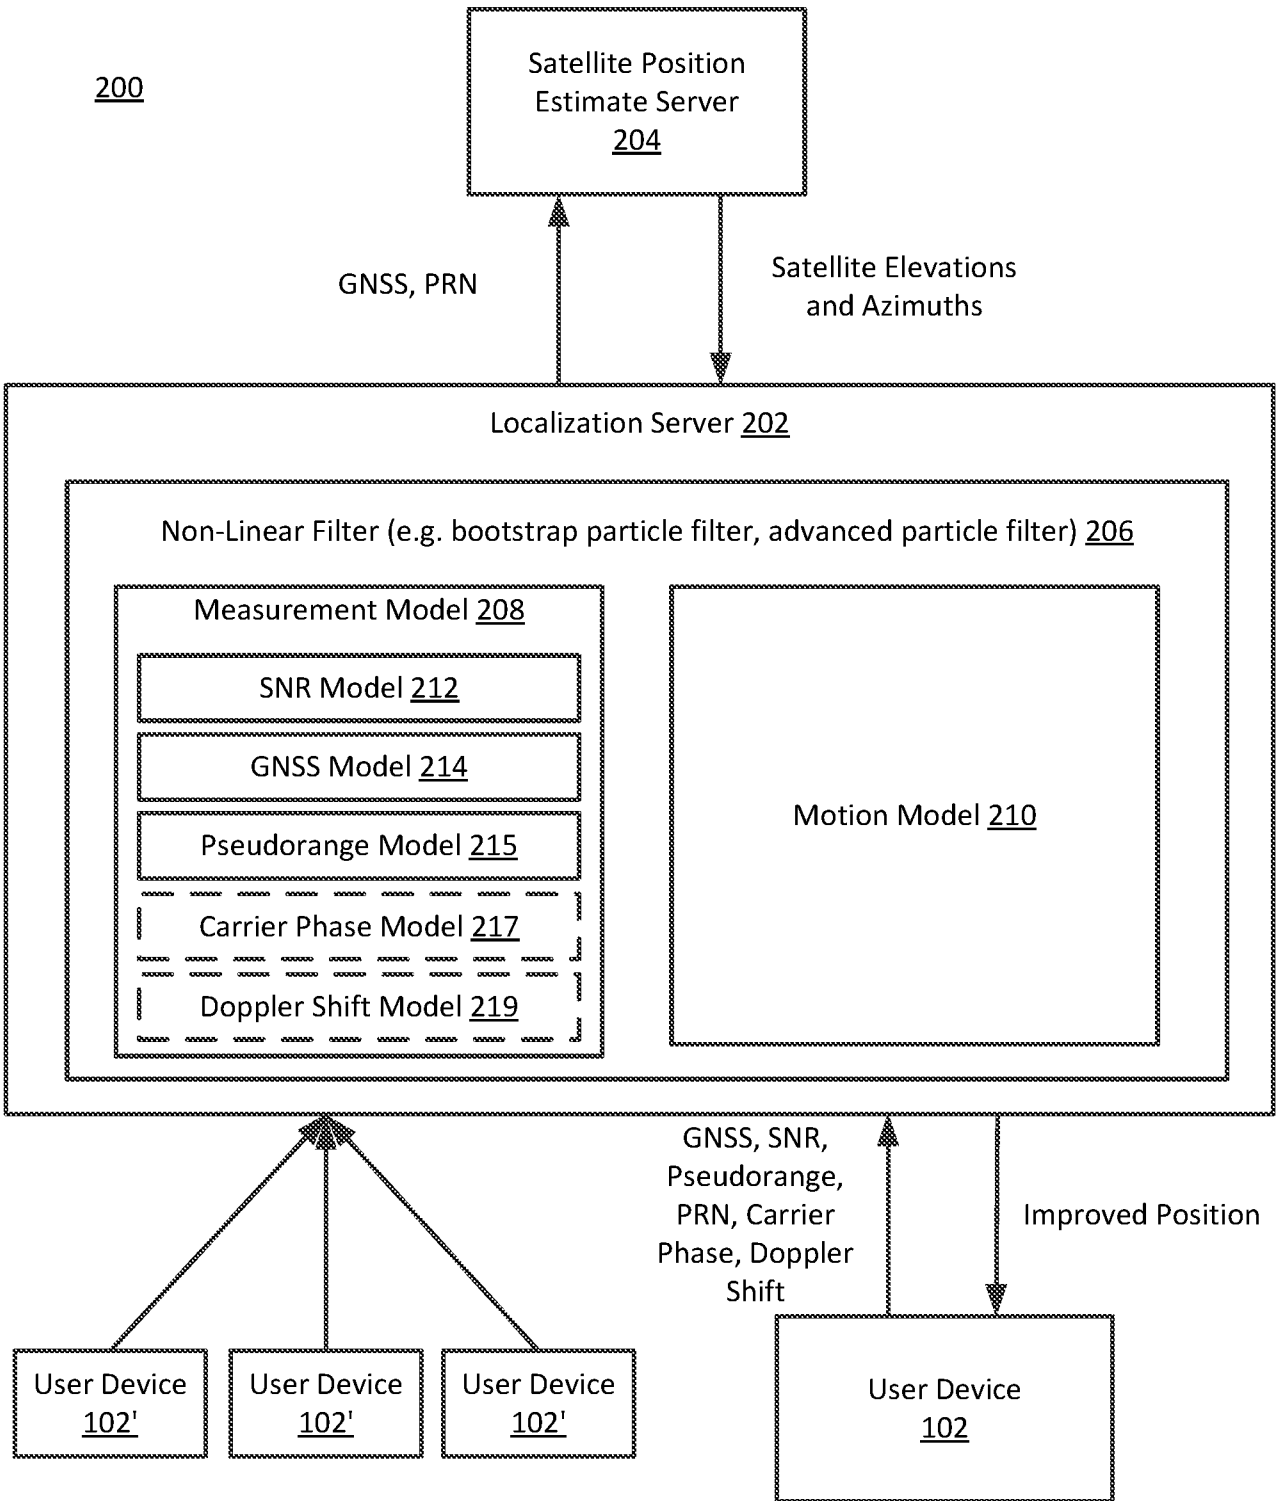 200
Satellite Position
Estimate Server
204
GNSS, PRN
Satellite Elevations
and Azimuths
Localization Server 202
Non-Linear Filter (e.g. bootstrap particle filter, advanced particle filter) 206
Measurement Model 208
SNR Model 212
GNSS Model 214
Pseudorange Model 215
Carrier Phase Model 217
Doppler Shift Model 219
Motion Model 210
GNSS, SNR,
Pseudorange,
PRN, Carrier
Phase, Doppler
Shift
Improved Position
User Device
102'
User Device
102'
User Device
102'
User Device
102